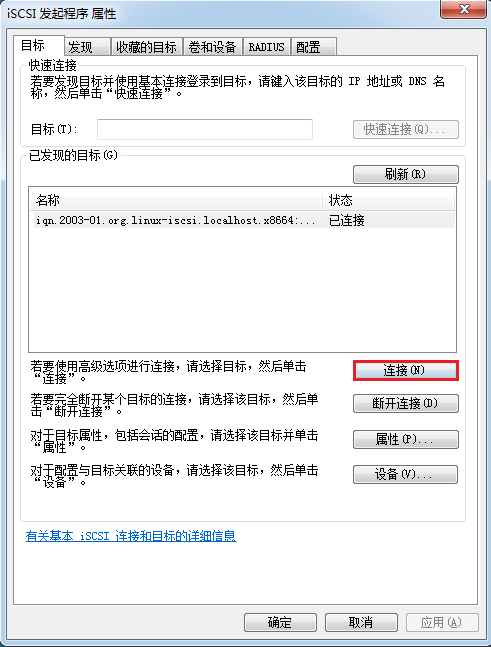 iSCSI 发起程序 属性
目标 发现 收藏的目标 卷和设备 RADIUS 配置
快速连接
若要发现目标并使用基本连接登录到目标，请键入该目标的 IP 地址或 DNS 名
称，然后单击“快速连接”。
目标(T):
快速连接(Q)...
已发现的目标(G)
刷新(R)
名称 状态
iqn.2003-01.org.linux-iscsi.localhost.x8664:... 已连接
若要使用高级选项进行连接，请选择目标，然后单击
“连接”。
连接(N)
若要完全断开某个目标的连接，请选择该目标，然后单
击“断开连接”。
断开连接(D)
对于目标属性，包括会话的配置，请选择该目标并单击
“属性”。
属性(P)...
对于配置与目标关联的设备，请选择该目标，然后单击
“设备”。
设备(V)...
有关基本 iSCSI 连接和目标的详细信息
确定 取消 应用(A)